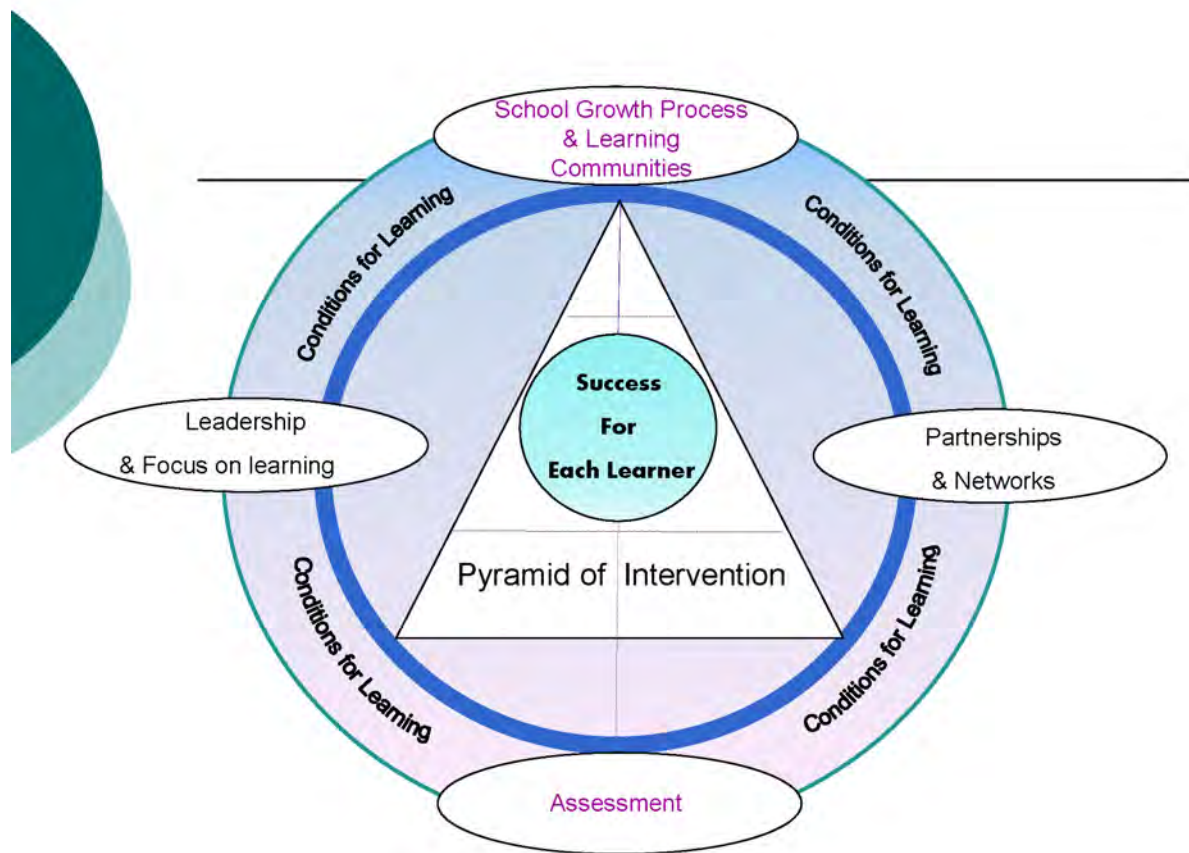 School Growth Process
& Learning
Communities
Conditions for Learning
Conditions for Learning
Success
For
Each Learner
Leadership
& Focus on learning
Partnerships
& Networks
Pyramid of Intervention
Conditions for Learning
Conditions for Learning
Assessment